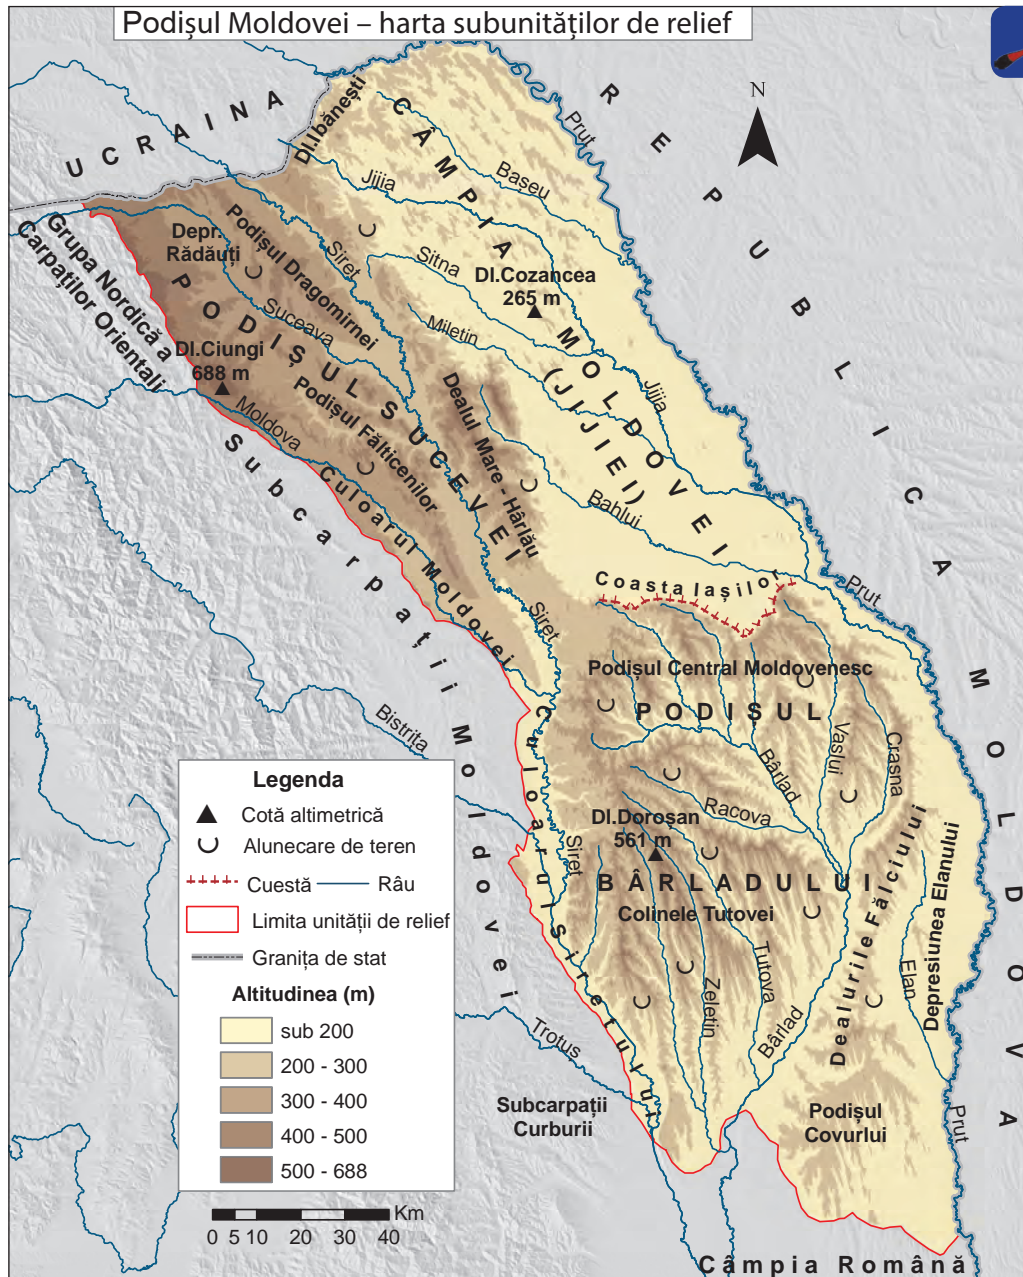 Podișul Moldovei – harta subunităților de relief
N
UCRAINA
REPUBLICA MOLDOVA
Dl.Ibănești
CÂMPIA MOLDOVEI
(JIJIEI)
Prut
Bașeu
Jijia
Sitna
Siret
Dl.Cozancea
265 m
Miletin
Jijia
Grupa Nordică a
Carpaților Orientali
Depr.
Rădăuți
Podișul Dragomirnei
PODIȘUL SUCEVEI
Suceava
Dl.Ciungi
688 m
Podișul Fălticenilor
Moldova
Culoarul Moldovei
Dealul Mare - Hârlău
Bahlui
Subcarpații Moldovei
Coasta Iașilor
Prut
Siret
Podișul Central Moldovenesc
PODISUL
BÂRLADULUI
Bârlad
Vaslui
Crasna
Bistrița
Culoarul Siretului
Racova
Dl.Doroșan
561 m
Siret
Colinele Tutovei
Dealurile Fălciului
Depresiunea Elanului
Elan
Tutova
Zeletin
Bârlad
Trotuș
Subcarpații
Curburii
Podișul
Covurlui
Prut
Câmpia Română
Legenda
Cotă altimetrică
Alunecare de teren
Cuestă
Râu
Limita unității de relief
Granița de stat
Altitudinea (m)
sub 200
200 - 300
300 - 400
400 - 500
500 - 688
Km
0 5 10 20 30 40